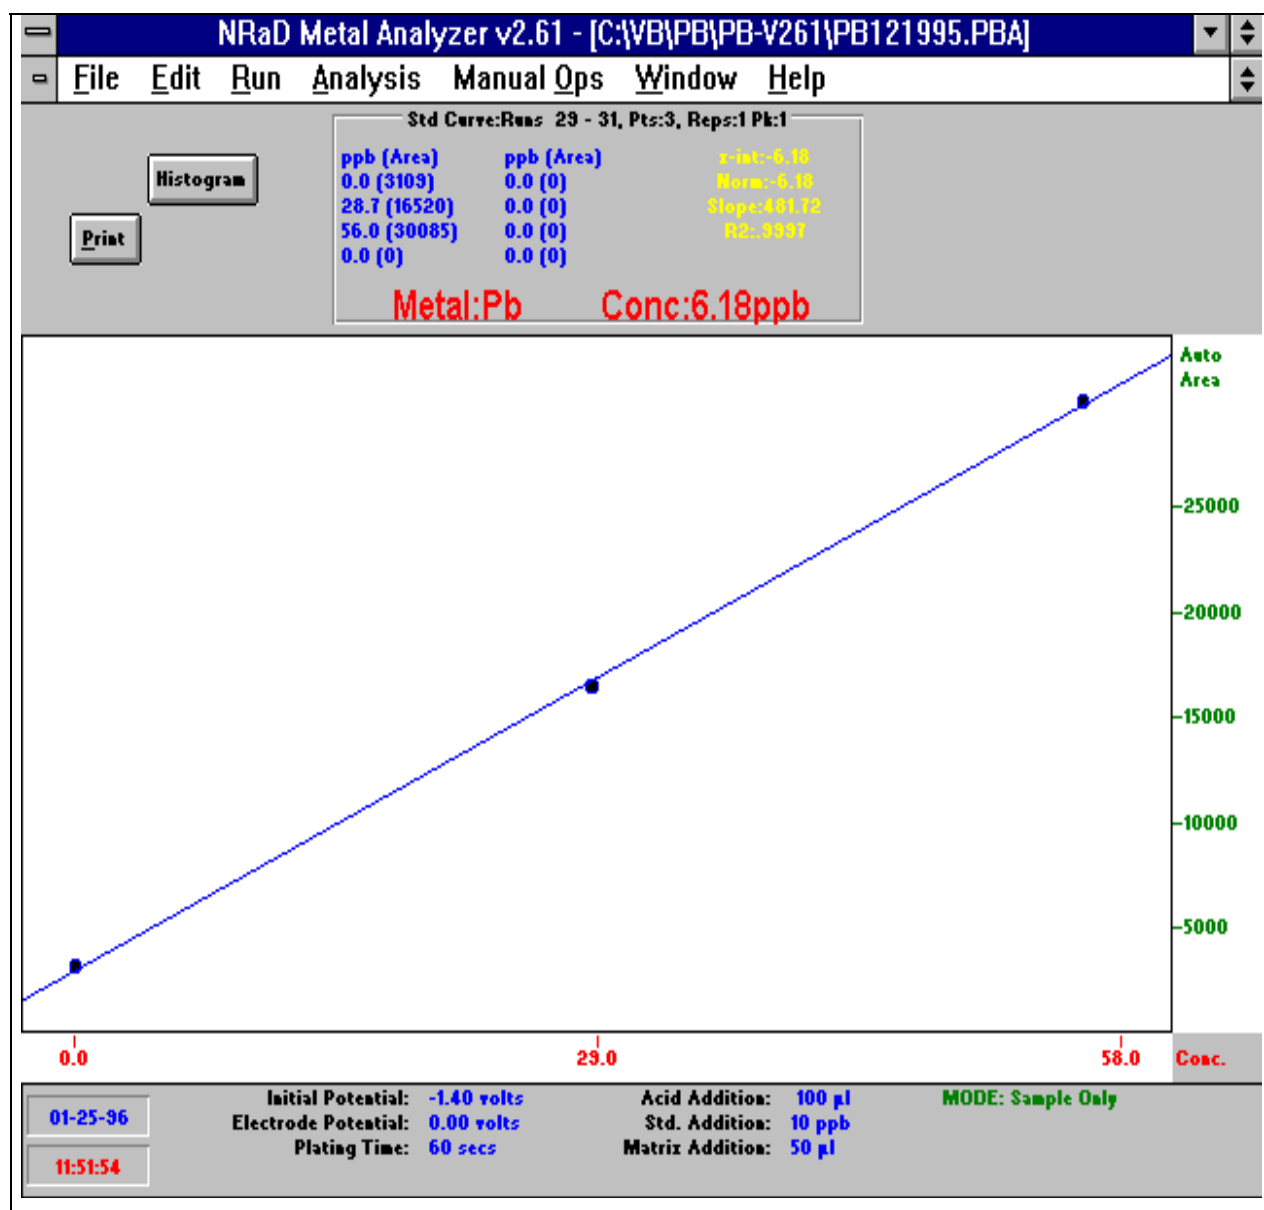 NRaD Metal Analyzer v2.61 - [C:\VB\PB\PB-V261\PB121995.PBA]
File Edit Run Analysis Manual Ops Window Help
Std Curve:Runs 29 - 31, Pts:3, Reps:1 Pk:1
Histogram
Print
ppb (Area) ppb (Area) x-int:-6.18
0.0 (3109) 0.0 (0) Norm:-6.18
28.7 (16520) 0.0 (0) Slope:481.72
56.0 (30085) 0.0 (0) R2:.9997
0.0 (0) 0.0 (0)
Metal:Pb Conc:6.18ppb
Auto
Area
25000
20000
15000
10000
5000
0.0 29.0 58.0 Conc.
01-25-96
11:51:54
Initial Potential: -1.40 volts Acid Addition: 100 µl MODE: Sample Only
Electrode Potential: 0.00 volts Std. Addition: 10 ppb
Plating Time: 60 secs Matrix Addition: 50 µl